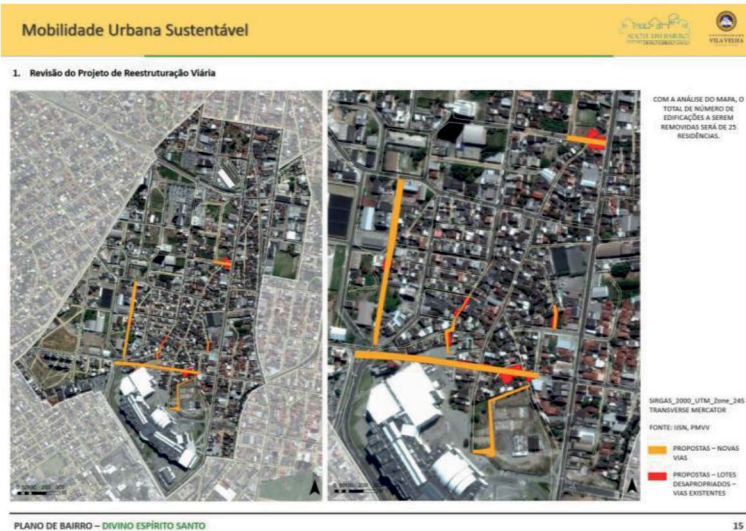 Mobilidade Urbana Sustentável
VILA VELHA
1. Revisão do Projeto de Reestruturação Viária
COM A ANÁLISE DO MAPA, O
TOTAL DE NÚMERO DE
EDIFICAÇÕES A SEREM
REMOVIDAS SERÁ DE 25
RESIDÊNCIAS.
SIRGAS_2000_UTM_Zone_24S
TRANSVERSE MERCATOR
FONTE: IJSN, PMVV
PROPOSTAS – NOVAS
VIAS
PROPOSTAS – LOTES
DESAPROPRIADOS –
VIAS EXISTENTES
PLANO DE BAIRRO – DIVINO ESPÍRITO SANTO
15